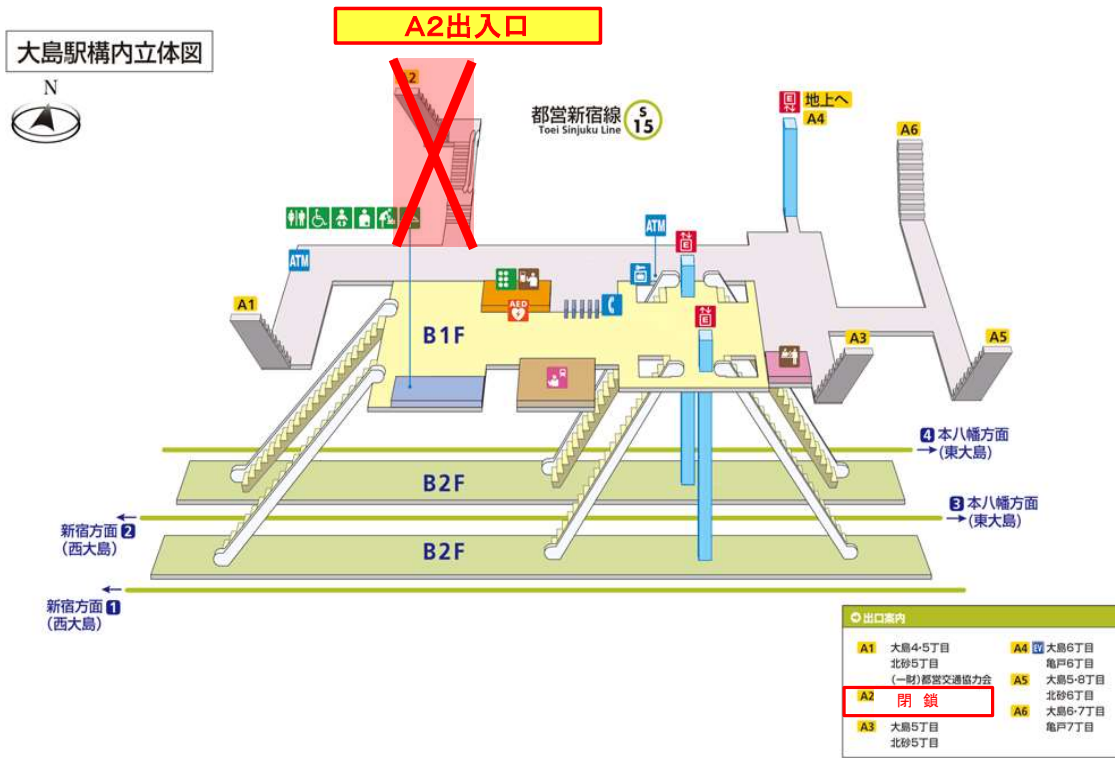 A2出入口
大島駅構内立体図
N
A2
都営新宿線
Toei Sinjuku Line
S
15
E
地上へ
A4
A6
ATM
ATM
E
A1
AED
E
B1F
A3
A5
4 本八幡方面
(東大島)
B2F
3 本八幡方面
(東大島)
新宿方面 2
(西大島)
B2F
新宿方面 1
(西大島)
出口案内
A1 大島4・5丁目
北砂5丁目
(一財)都営交通協力会
A2 閉鎖
A3 大島5丁目
北砂5丁目
A4 EV 大島6丁目
亀戸6丁目
A5 大島5・8丁目
北砂6丁目
A6 大島6・7丁目
亀戸7丁目